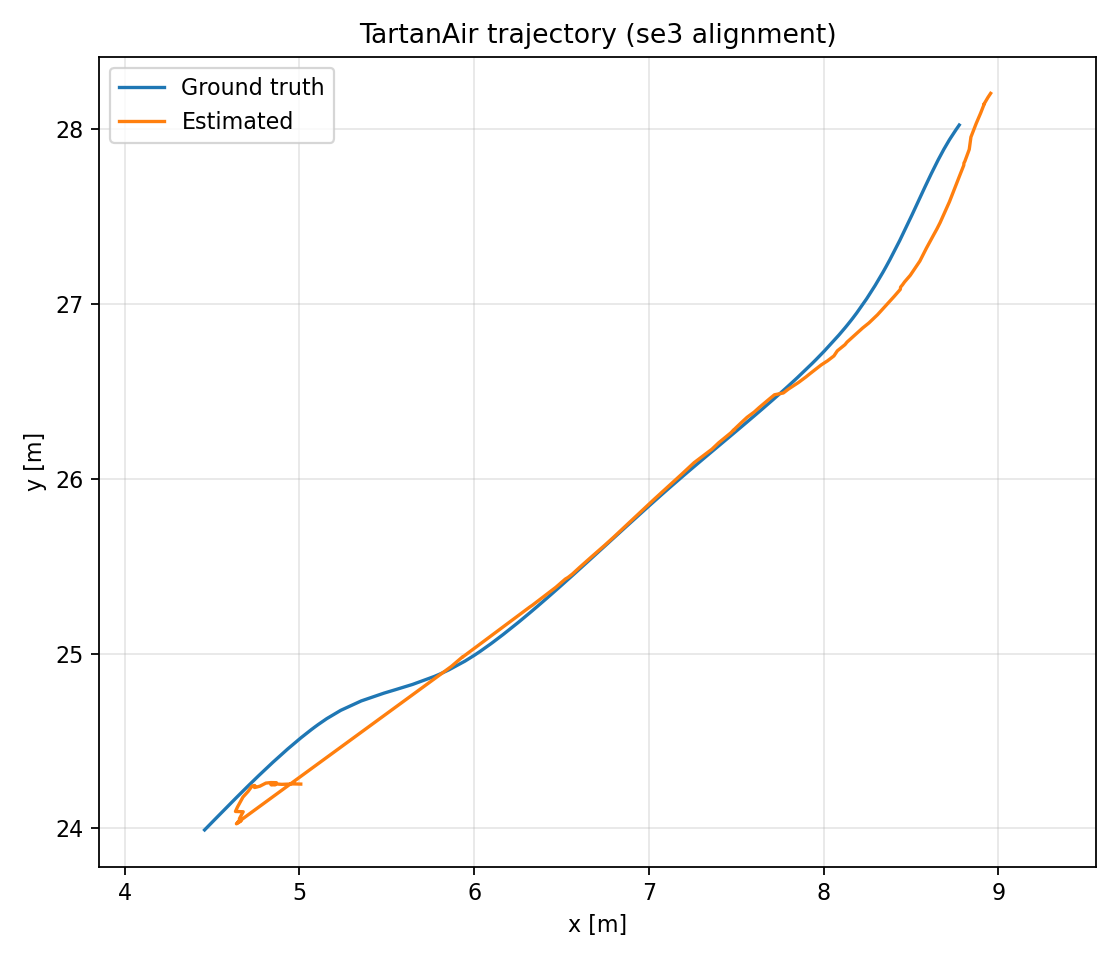 TartanAir trajectory (se3 alignment)
Ground truth
Estimated
28
27
26
25
24
y [m]
4 5 6 7 8 9
x [m]